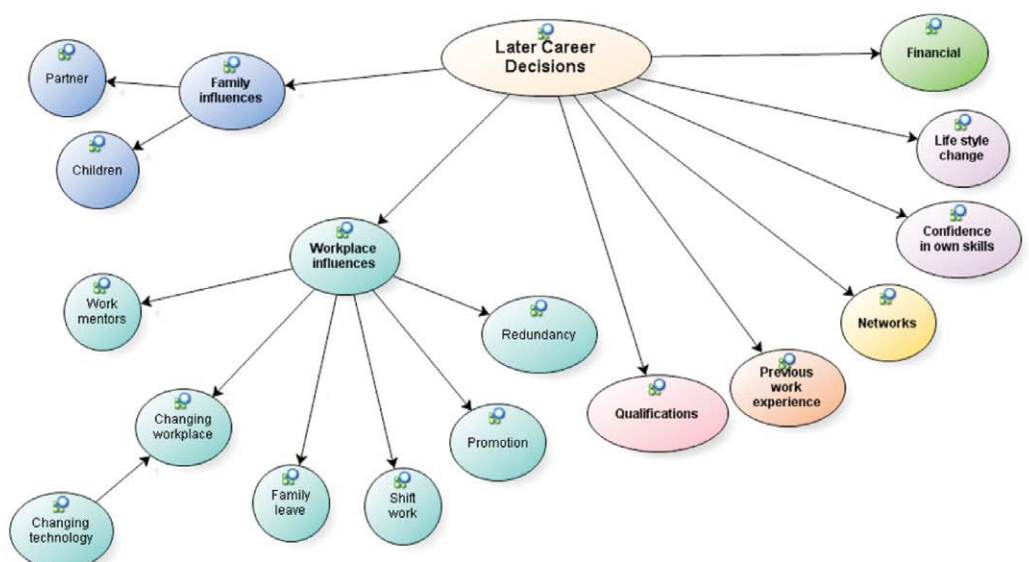 Later Career
Decisions
Financial
Partner
Family
influences
Life style
change
Children
Confidence
in own skills
Workplace
influences
Work
mentors
Redundancy
Networks
Previous
work
experience
Qualifications
Changing
workplace
Promotion
Family
leave
Shift
work
Changing
technology